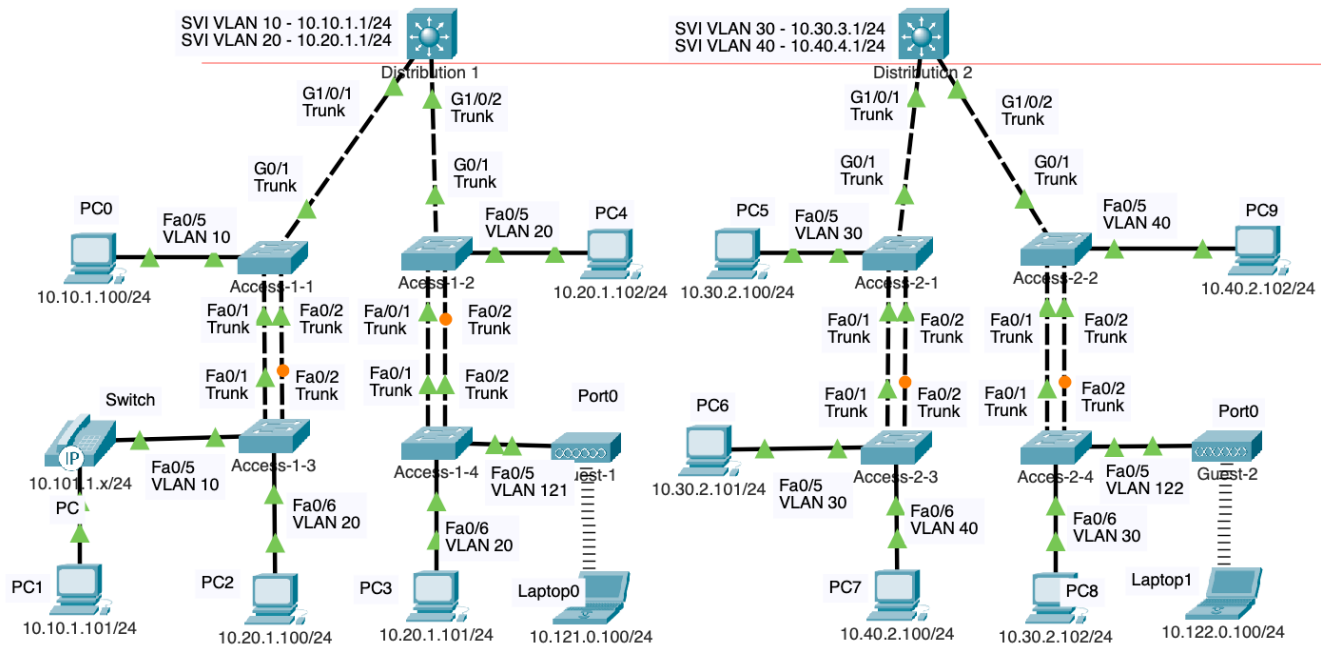 SVI VLAN 10 - 10.10.1.1/24
SVI VLAN 20 - 10.20.1.1/24
SVI VLAN 30 - 10.30.3.1/24
SVI VLAN 40 - 10.40.4.1/24
Distribution 1
Distribution 2
G1/0/1
Trunk
G1/0/2
Trunk
G1/0/1
Trunk
G1/0/2
Trunk
G0/1
Trunk
G0/1
Trunk
G0/1
Trunk
G0/1
Trunk
PC0
Fa0/5
VLAN 10
10.10.1.100/24
Access-1-1
Fa0/5
VLAN 20
PC4
10.20.1.102/24
Access-1-2
PC5
Fa0/5
VLAN 30
10.30.2.100/24
Access-2-1
Fa0/5
VLAN 40
PC9
10.40.2.102/24
Access-2-2
Fa0/1
Trunk
Fa0/2
Trunk
Fa/0/1
Trunk
Fa0/2
Trunk
Fa0/1
Trunk
Fa0/2
Trunk
Fa0/1
Trunk
Fa0/2
Trunk
Fa0/1
Trunk
Fa0/2
Trunk
Fa0/1
Trunk
Fa0/2
Trunk
Fa0/1
Trunk
Fa0/2
Trunk
Fa0/1
Trunk
Fa0/2
Trunk
Switch
IP
10.101.1.x/24
PC
Fa0/5
VLAN 10
Access-1-3
Fa0/6
VLAN 20
Access-1-4
Port0
Fa0/5
VLAN 121
Guest-1
Fa0/6
VLAN 20
PC6
10.30.2.101/24
Fa0/5
VLAN 30
Access-2-3
Fa0/6
VLAN 40
Acces-2-4
Port0
Fa0/5
VLAN 122
Guest-2
Fa0/6
VLAN 30
PC1
10.10.1.101/24
PC2
10.20.1.100/24
PC3
10.20.1.101/24
Laptop0
10.121.0.100/24
PC7
10.40.2.100/24
PC8
10.30.2.102/24
Laptop1
10.122.0.100/24